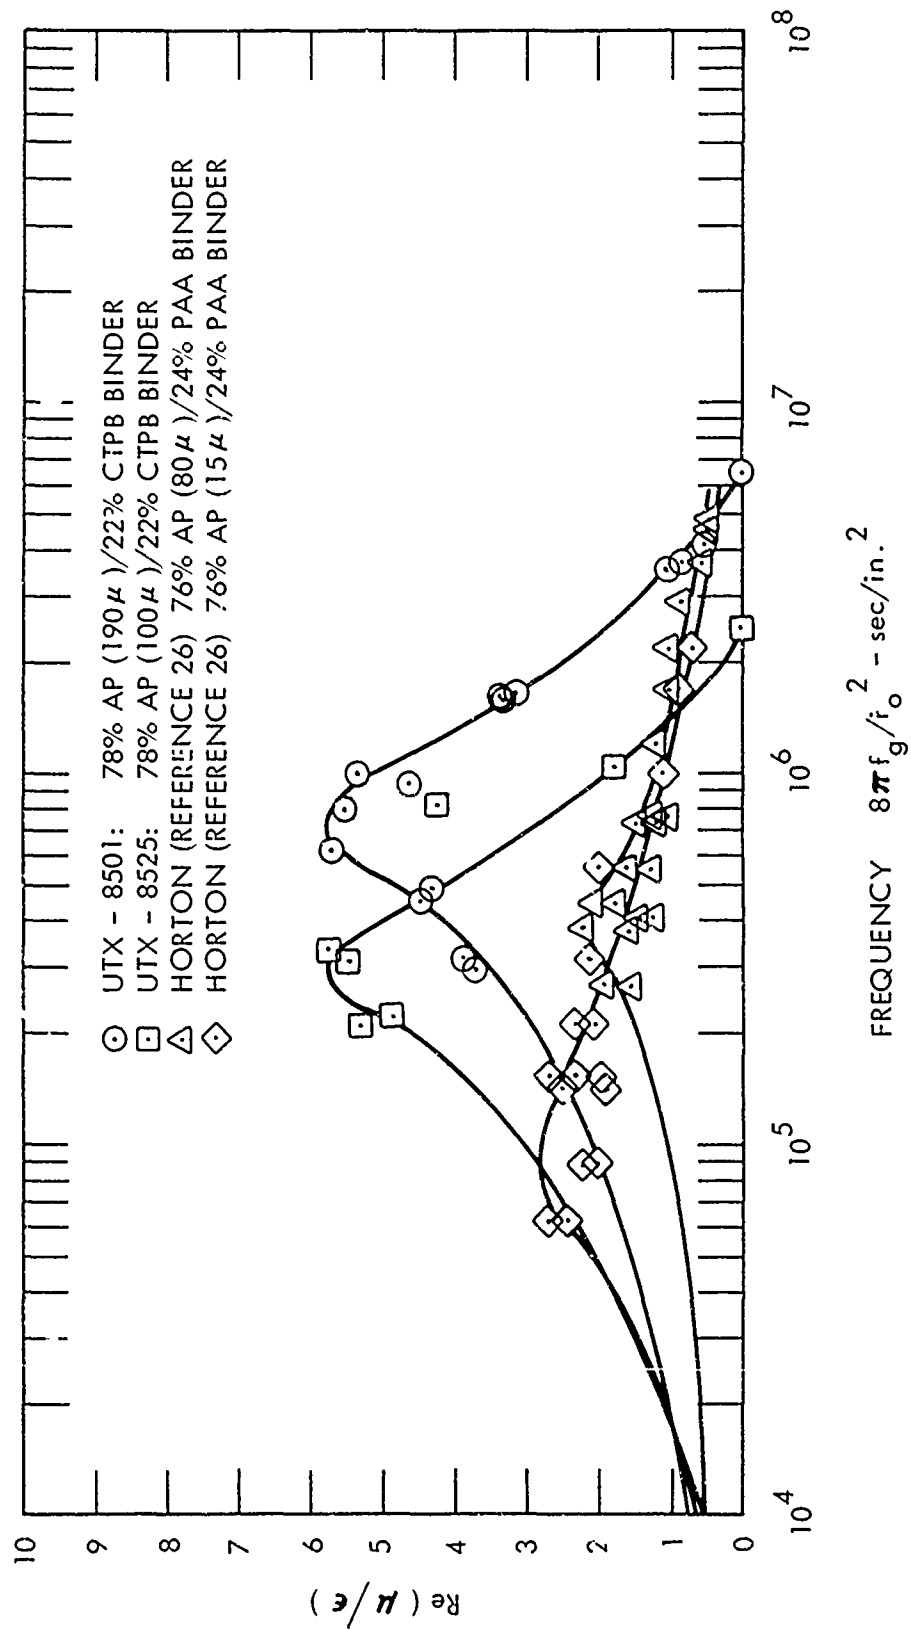 UTX - 8501: 78% AP (190μ)/22% CTPB BINDER
UTX - 8525: 78% AP (100μ)/22% CTPB BINDER
HORTON (REFERENCE 26) 76% AP (80μ)/24% PAA BINDER
HORTON (REFERENCE 26) 76% AP (15μ)/24% PAA BINDER
10
9
8
7
6
5
4
3
2
1
0
Re (μ/ϵ)
10^4
10^5
10^6
10^7
10^8
FREQUENCY 8πf_g/ṙ_o^2 - sec/in.^2